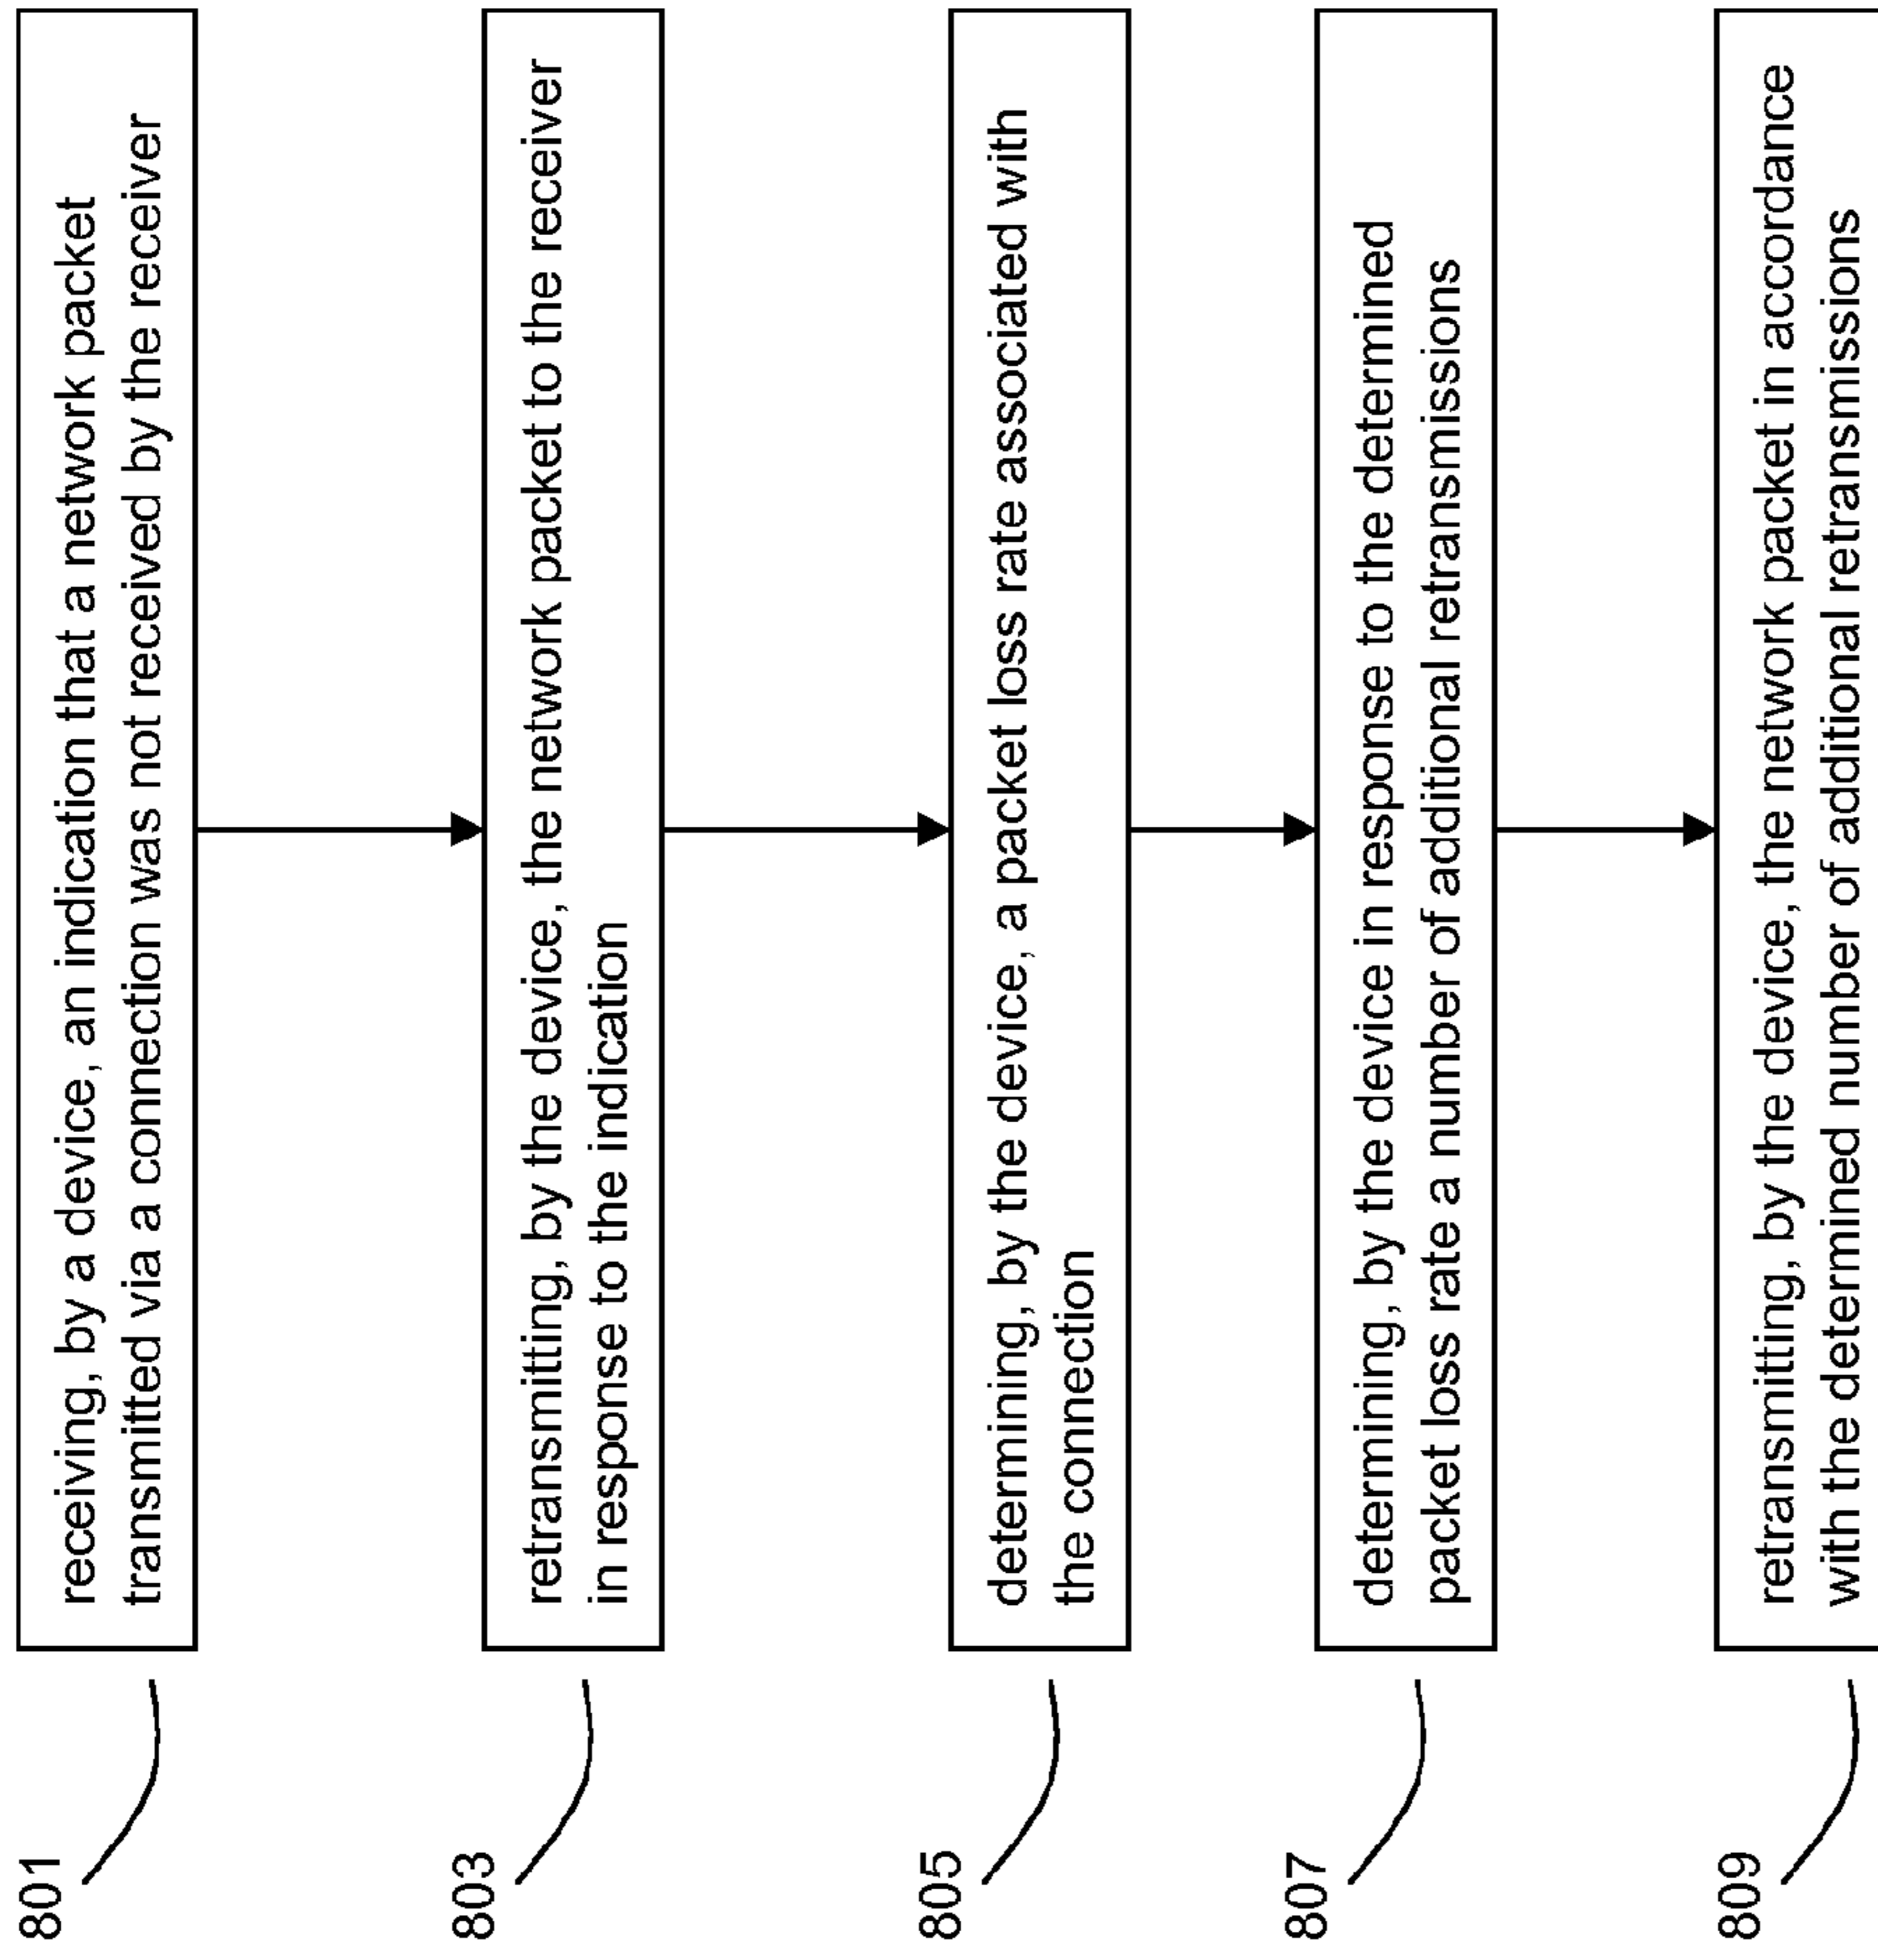 801
receiving, by a device, an indication that a network packet
transmitted via a connection was not received by the receiver
803
retransmitting, by the device, the network packet to the receiver
in response to the indication
805
determining, by the device, a packet loss rate associated with
the connection
807
determining, by the device in response to the determined
packet loss rate a number of additional retransmissions
809
retransmitting, by the device, the network packet in accordance
with the determined number of additional retransmissions